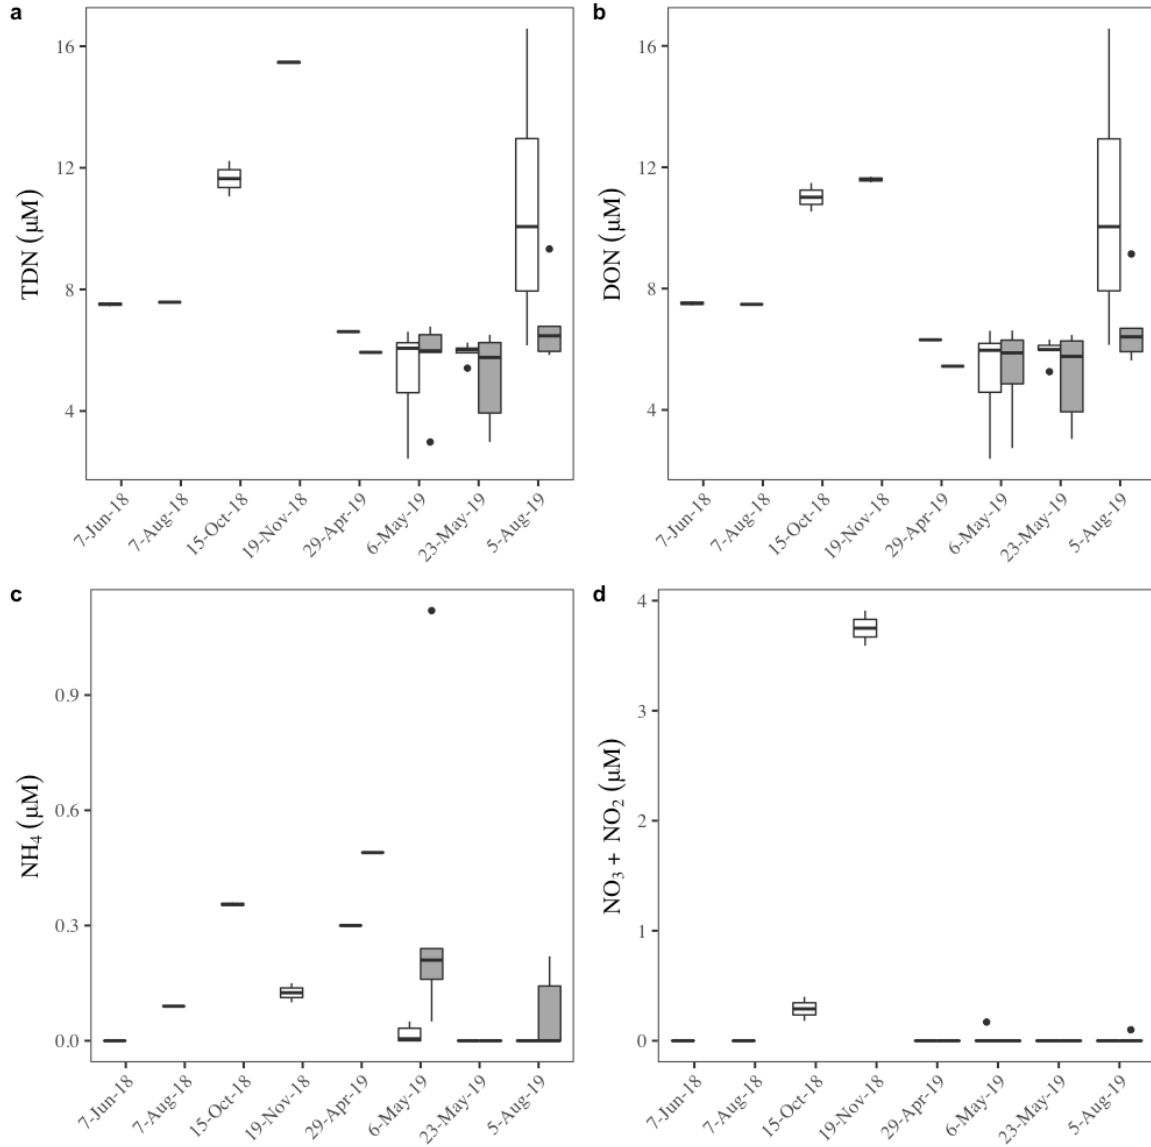 a
TDN (μM)
16
12
8
4
7-Jun-18
7-Aug-18
15-Oct-18
19-Nov-18
29-Apr-19
6-May-19
23-May-19
5-Aug-19
b
DON (μM)
16
12
8
4
7-Jun-18
7-Aug-18
15-Oct-18
19-Nov-18
29-Apr-19
6-May-19
23-May-19
5-Aug-19
c
NH₄ (μM)
0.9
0.6
0.3
0.0
7-Jun-18
7-Aug-18
15-Oct-18
19-Nov-18
29-Apr-19
6-May-19
23-May-19
5-Aug-19
d
NO₃ + NO₂ (μM)
4
3
2
1
0
7-Jun-18
7-Aug-18
15-Oct-18
19-Nov-18
29-Apr-19
6-May-19
23-May-19
5-Aug-19